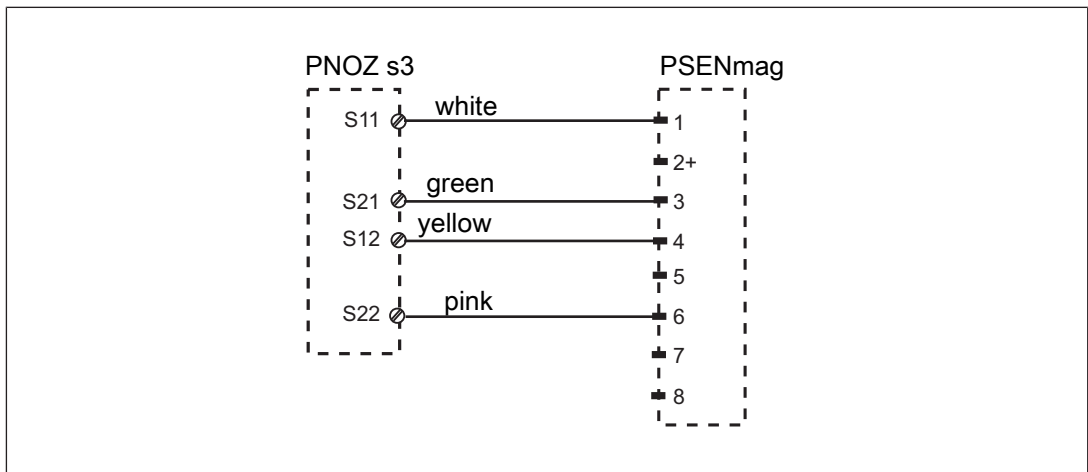 PNOZ s3
PSENmag
S11
white
1
2+
S21
green
3
S12
yellow
4
5
S22
pink
6
7
8